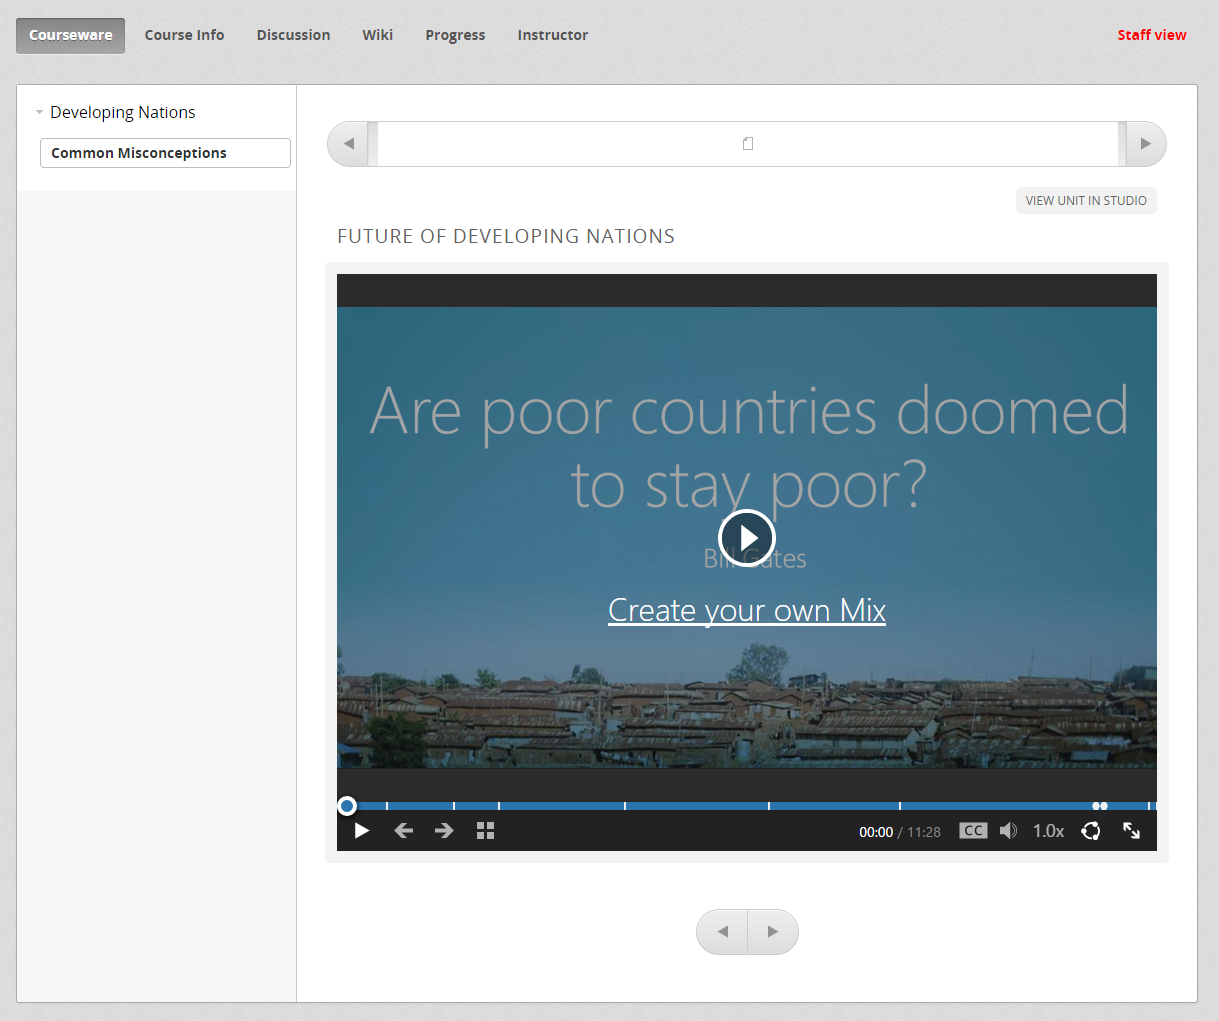 Courseware Course Info Discussion Wiki Progress Instructor Staff view
Developing Nations
Common Misconceptions
VIEW UNIT IN STUDIO
FUTURE OF DEVELOPING NATIONS
Are poor countries doomed
to stay poor?
Bill Gates
Create your own Mix
00:00 / 11:28 CC 1.0x